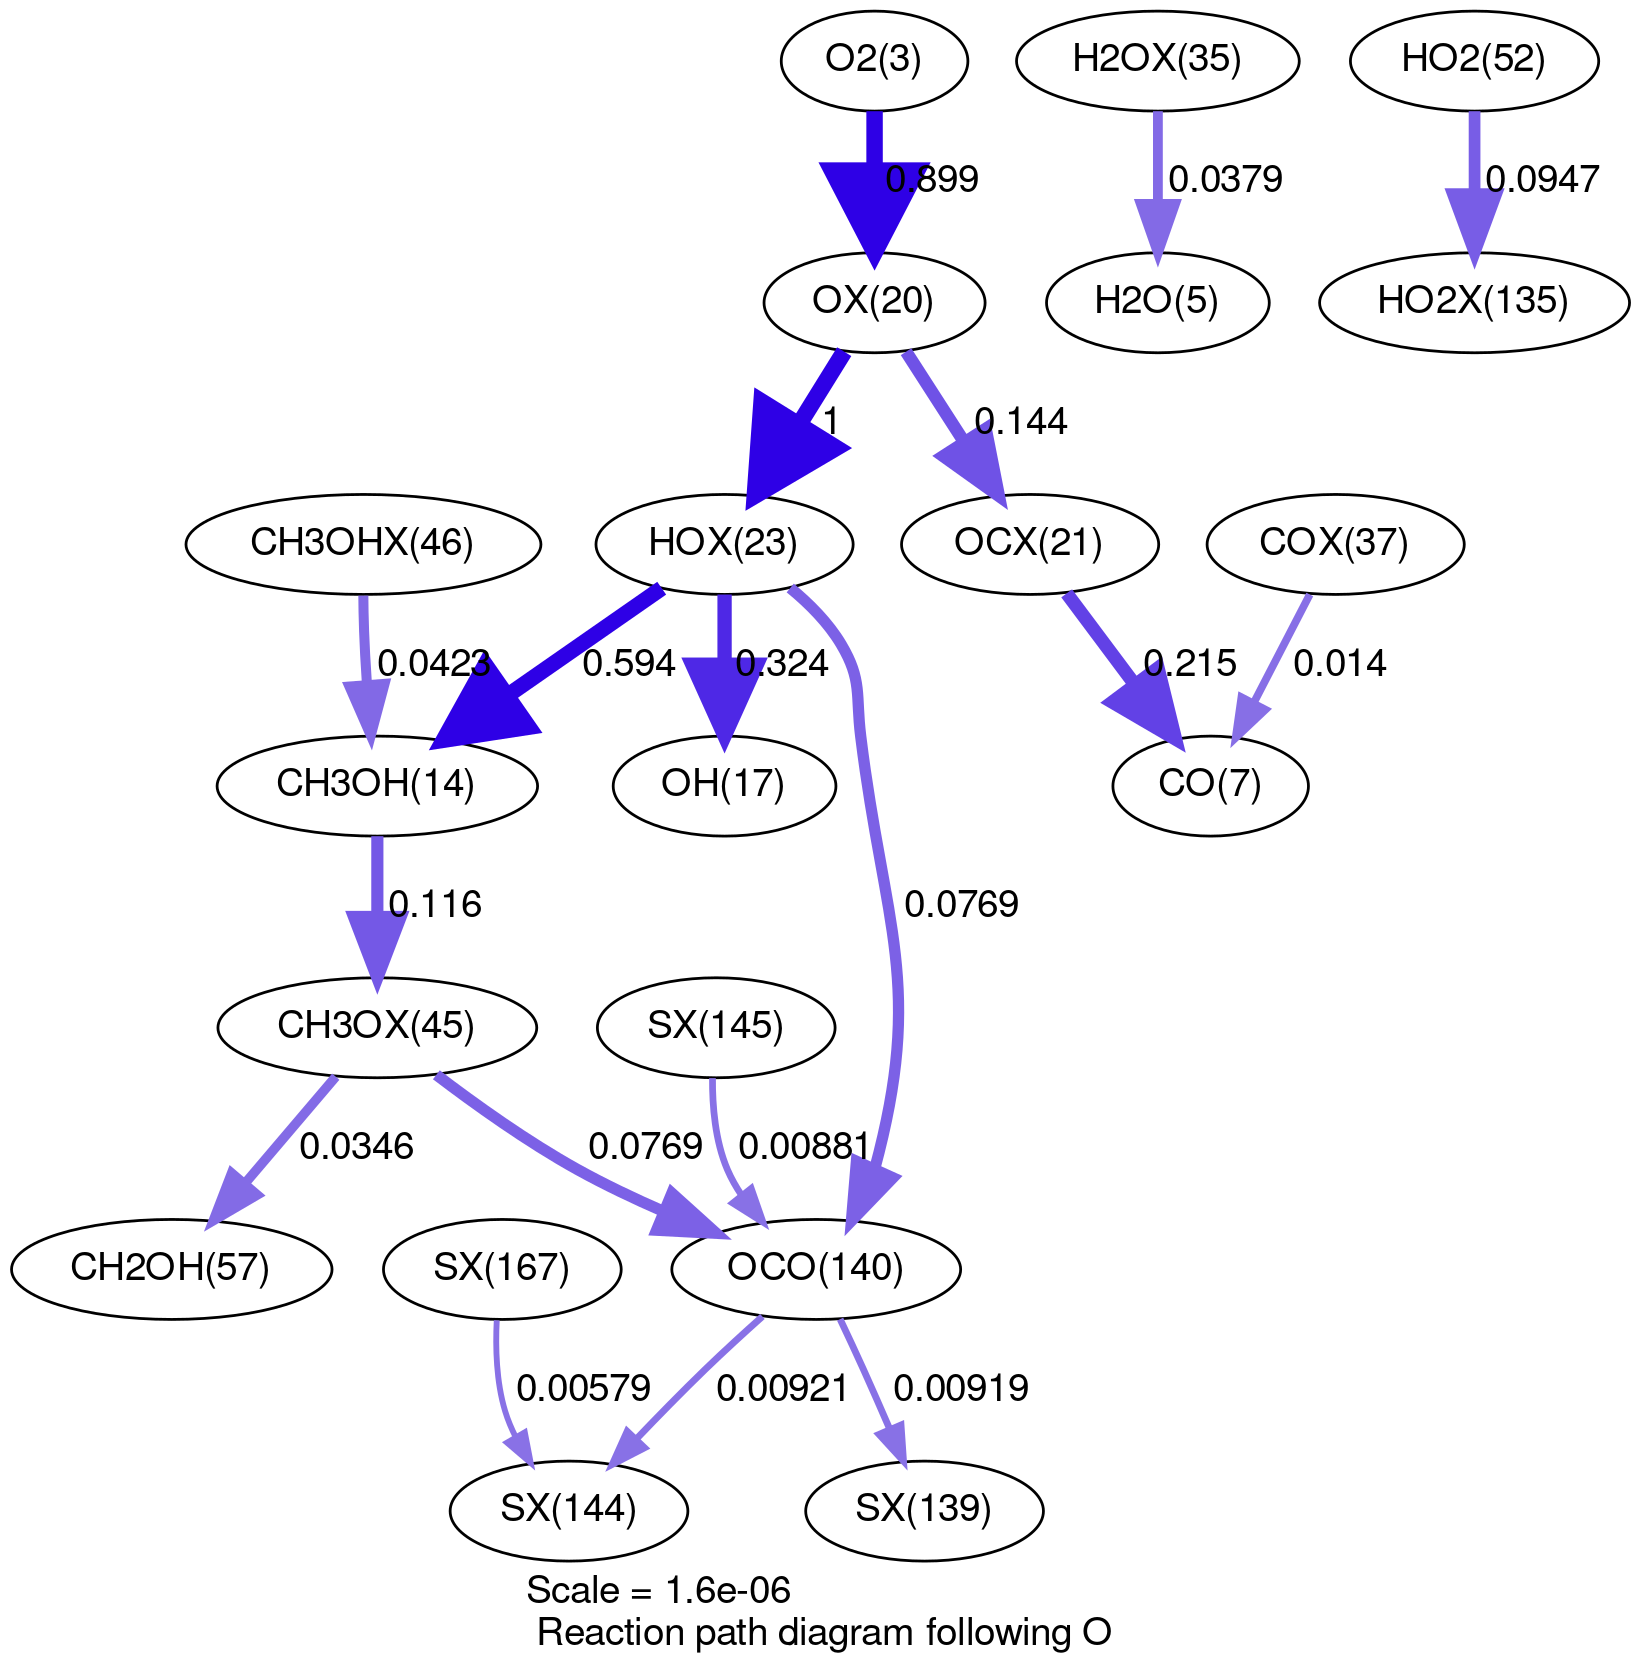 O2(3)
H2OX(35)
HO2(52)
0.899
0.0379
0.0947
OX(20)
H2O(5)
HO2X(135)
1
0.144
CH3OHX(46)
HOX(23)
OCX(21)
COX(37)
0.0423
0.594
0.324
0.215
0.014
CH3OH(14)
OH(17)
CO(7)
0.116
0.0769
CH3OX(45)
SX(145)
0.0346
0.0769
0.00881
CH2OH(57)
SX(167)
OCO(140)
0.00579
0.00921
0.00919
SX(144)
SX(139)
Scale = 1.6e-06
Reaction path diagram following O